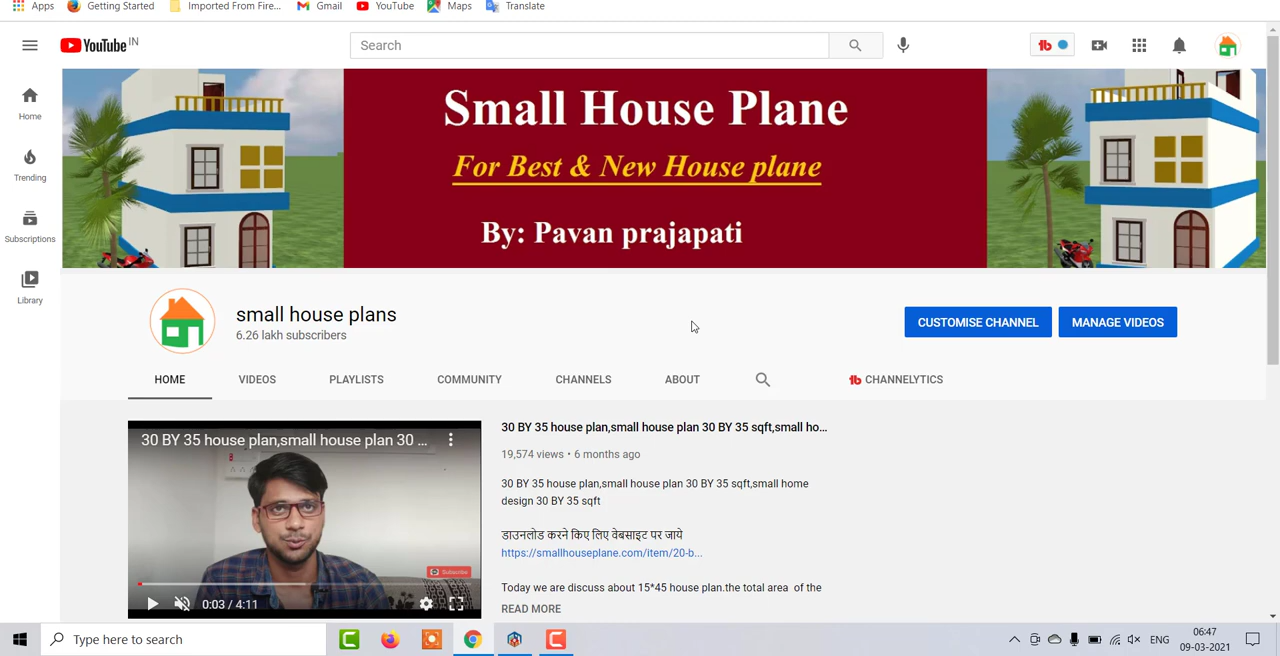 Apps Getting Started Imported From Fire... Gmail YouTube Maps Translate
YouTube IN
Search
Small House Plane
For Best & New House plane
By: Pavan prajapati
Home
Trending
Subscriptions
Library
small house plans
6.26 lakh subscribers
CUSTOMISE CHANNEL MANAGE VIDEOS
HOME VIDEOS PLAYLISTS COMMUNITY CHANNELS ABOUT CHANNELYTICS
30 BY 35 house plan,small house plan 30 ...
Subscribe
0:03 / 4:11
30 BY 35 house plan,small house plan 30 BY 35 sqft,small ho...
19,574 views • 6 months ago
30 BY 35 house plan,small house plan 30 BY 35 sqft,small home
design 30 BY 35 sqft
डाउनलोड करने किए लिए वेबसाइट पर जाये
https://smallhouseplane.com/item/20-b...
Today we are discuss about 15*45 house plan.the total area of the
READ MORE
Type here to search
ENG
06:47
09-03-2021